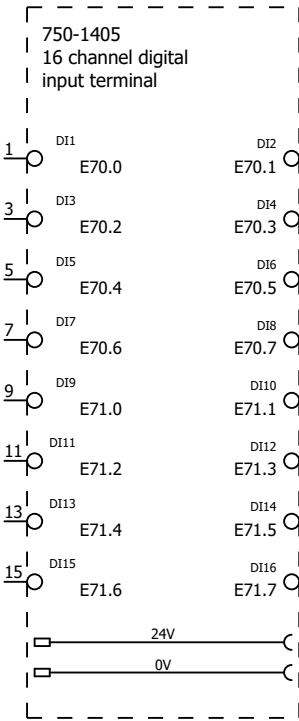 750-1405
16 channel digital
input terminal
1 DI1 DI2
E70.0 E70.1
3 DI3 DI4
E70.2 E70.3
5 DI5 DI6
E70.4 E70.5
7 DI7 DI8
E70.6 E70.7
9 DI9 DI10
E71.0 E71.1
11 DI11 DI12
E71.2 E71.3
13 DI13 DI14
E71.4 E71.5
15 DI15 DI16
E71.6 E71.7
24V
0V